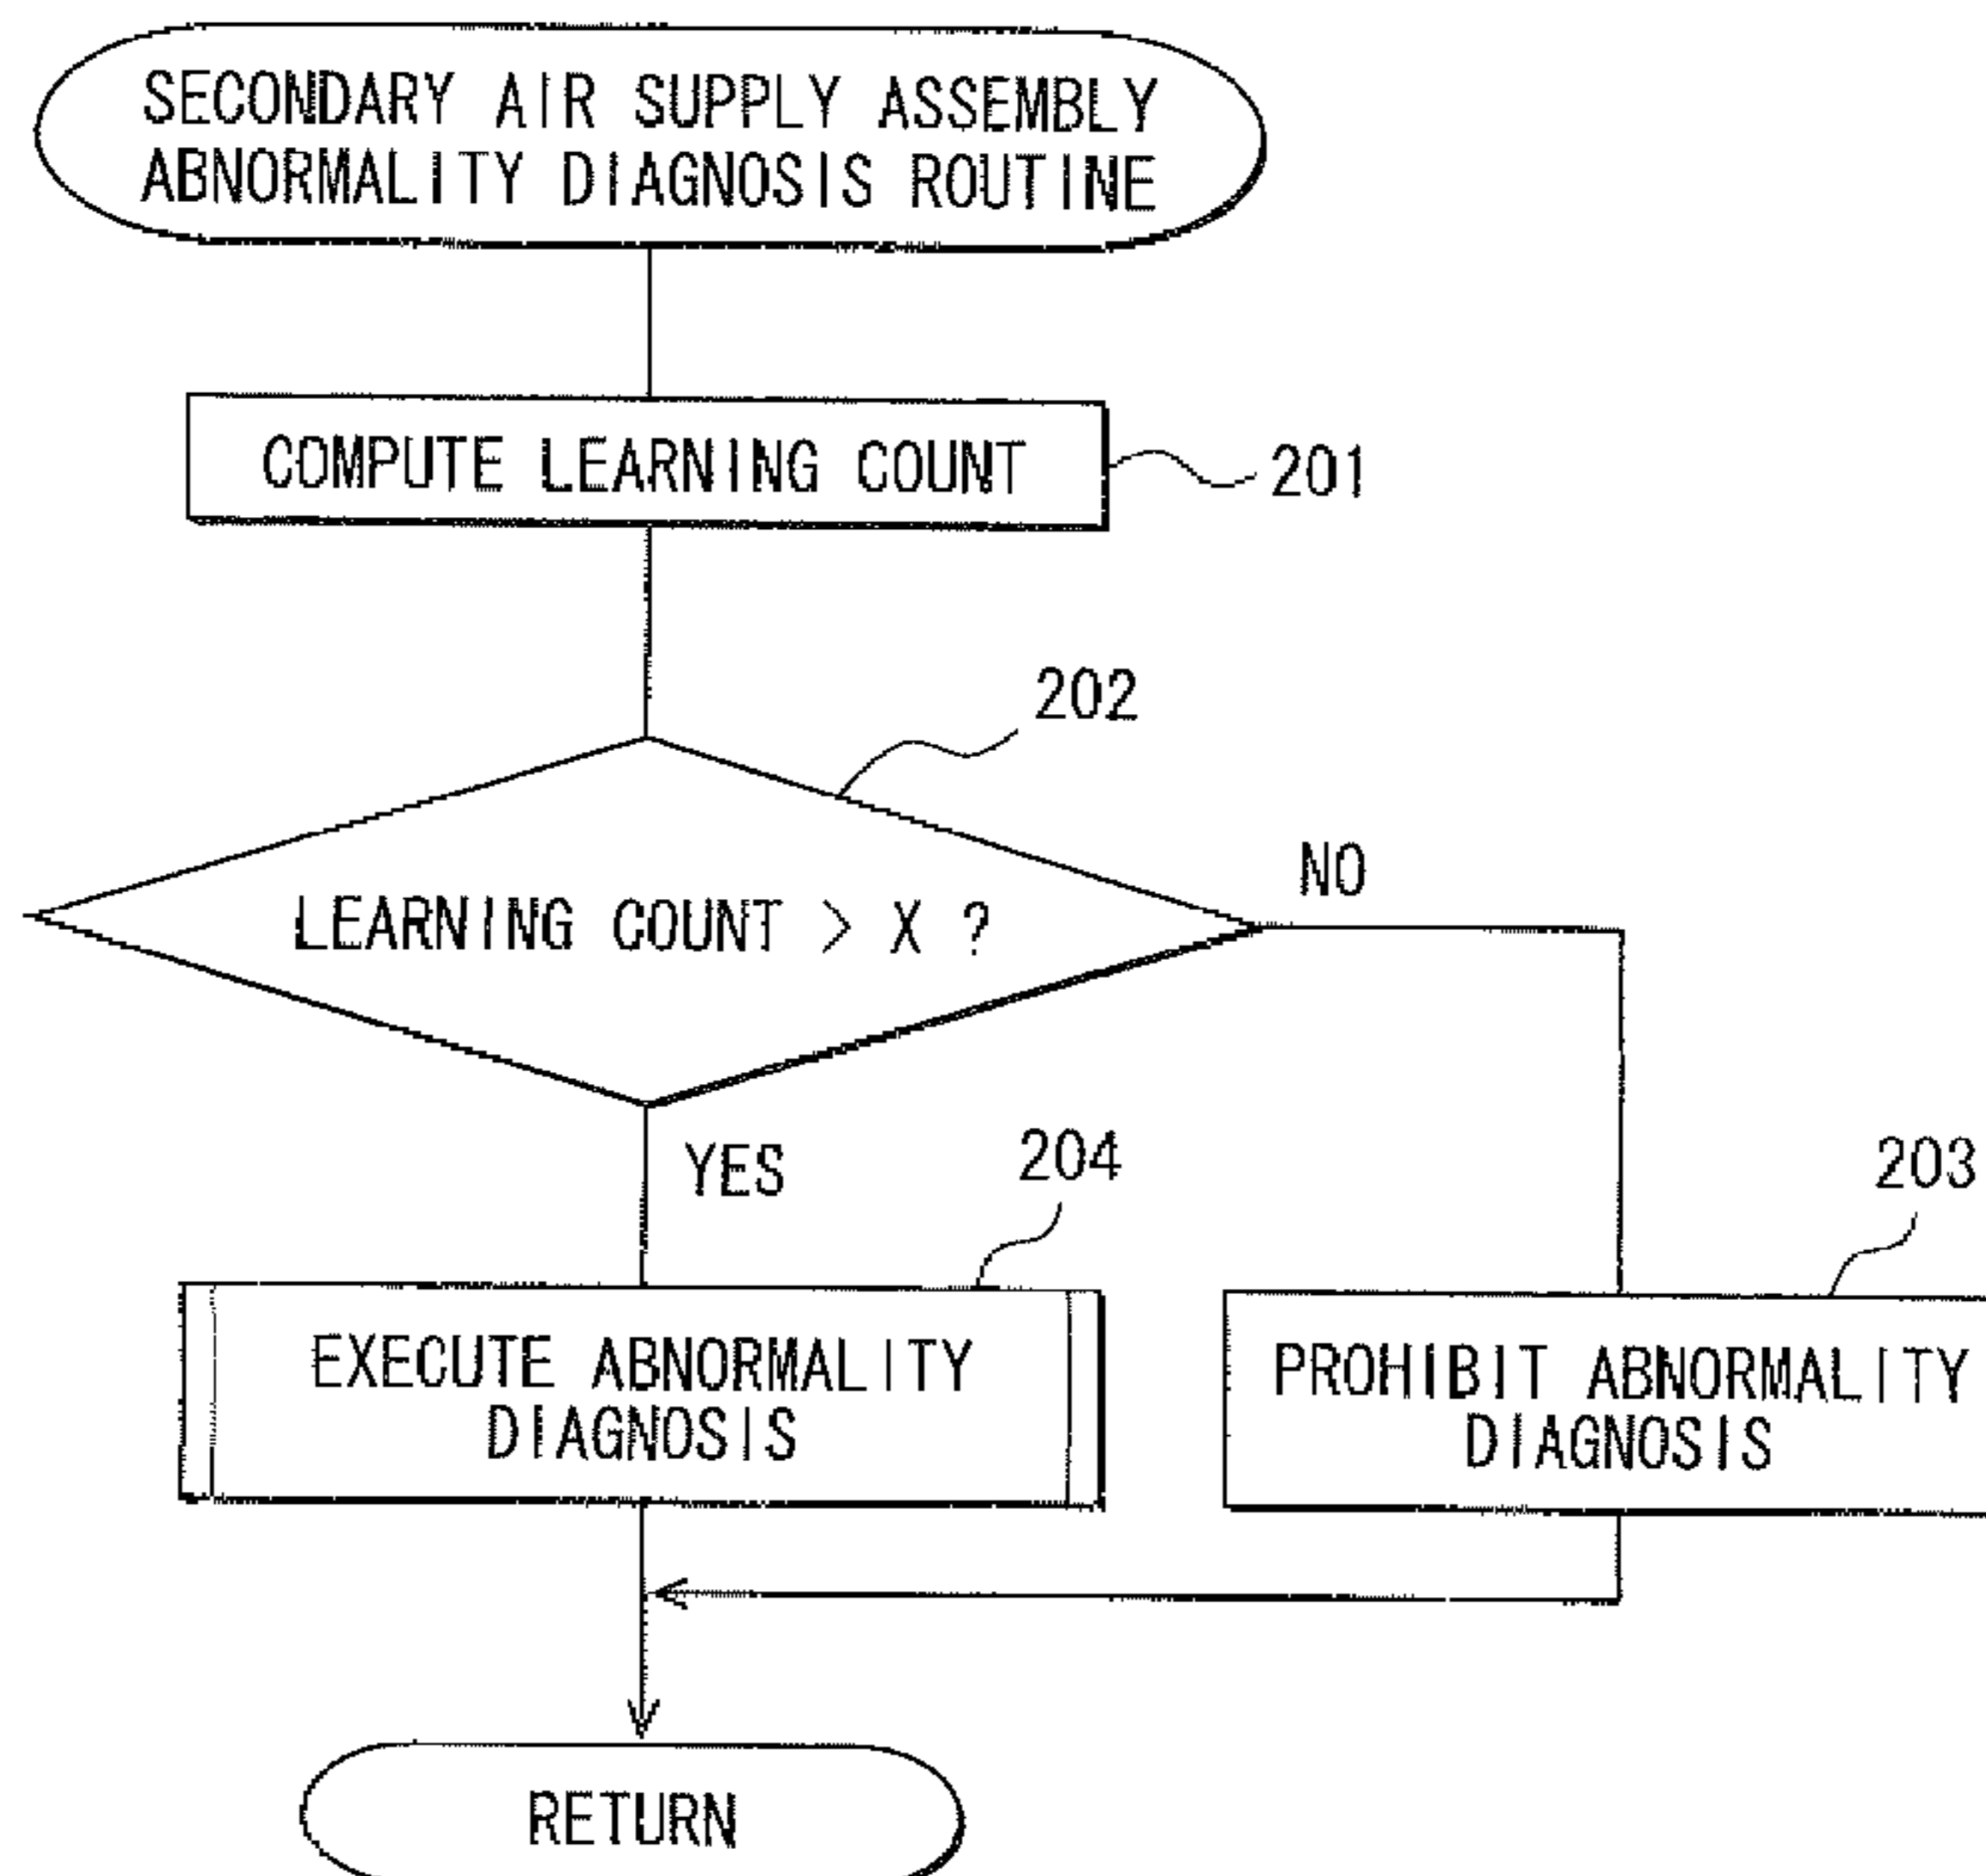 SECONDARY AIR SUPPLY ASSEMBLY
ABNORMALITY DIAGNOSIS ROUTINE
COMPUTE LEARNING COUNT
201
202
LEARNING COUNT > X ?
NO
YES
204
203
EXECUTE ABNORMALITY
DIAGNOSIS
PROHIBIT ABNORMALITY
DIAGNOSIS
RETURN